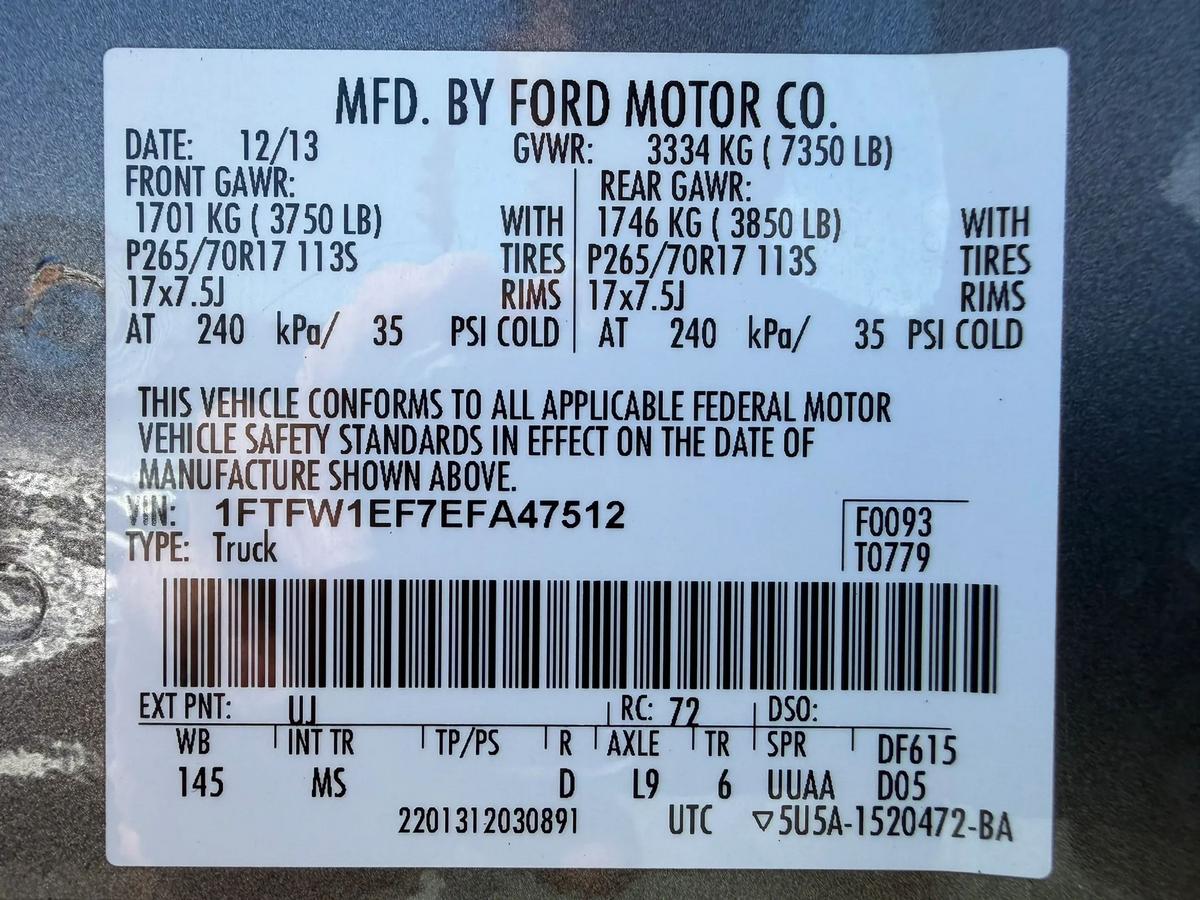 MFD. BY FORD MOTOR CO.
DATE: 12/13 GVWR: 3334 KG ( 7350 LB)
FRONT GAWR: REAR GAWR:
1701 KG ( 3750 LB) WITH 1746 KG ( 3850 LB) WITH
P265/70R17 113S TIRES P265/70R17 113S TIRES
17x7.5J RIMS 17x7.5J RIMS
AT 240 kPa/ 35 PSI COLD AT 240 kPa/ 35 PSI COLD
THIS VEHICLE CONFORMS TO ALL APPLICABLE FEDERAL MOTOR
VEHICLE SAFETY STANDARDS IN EFFECT ON THE DATE OF
MANUFACTURE SHOWN ABOVE.
VIN: 1FTFW1EF7EFA47512 F0093
TYPE: Truck T0779
EXT PNT: UJ RC: 72 DSO:
WB INT TR TP/PS R AXLE TR SPR DF615
145 MS D L9 6 UUAA D05
2201312030891 UTC ▽5U5A-1520472-BA